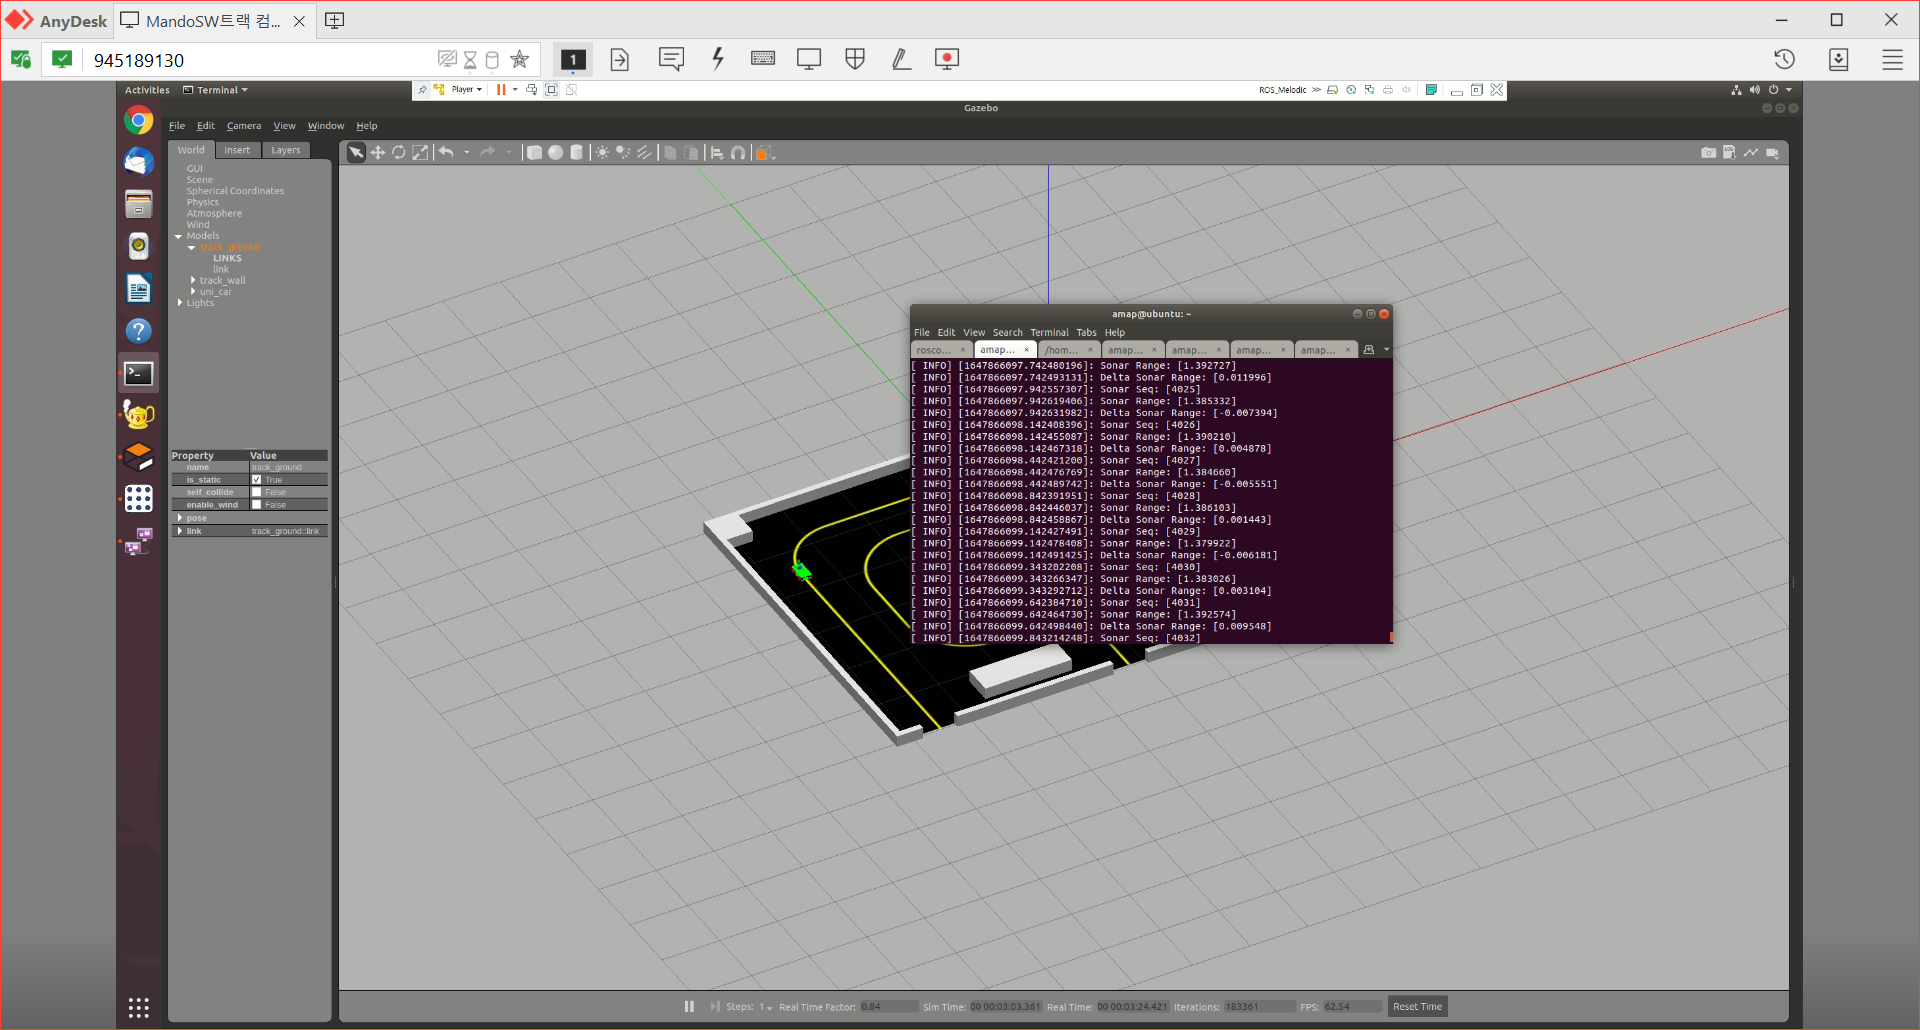 AnyDesk MandoSW트랙 컴...
945189130 1
Activities Terminal Player ROS_Melodic
Gazebo
File Edit Camera View Window Help
World Insert Layers
GUI
Scene
Spherical Coordinates
Physics
Atmosphere
Wind
Models
track_ground
LINKS
link
track_wall
uni_car
Lights
Property Value
name track_ground
is_static True
self_collide False
enable_wind False
pose
link track_ground::link
amap@ubuntu: ~
File Edit View Search Terminal Tabs Help
rosco... amap... /hom... amap... amap... amap... amap...
[ INFO] [1647866097.742480196]: Sonar Range: [1.392727]
[ INFO] [1647866097.742493131]: Delta Sonar Range: [0.011996]
[ INFO] [1647866097.942557307]: Sonar Seq: [4025]
[ INFO] [1647866097.942619406]: Sonar Range: [1.385332]
[ INFO] [1647866097.942631982]: Delta Sonar Range: [-0.007394]
[ INFO] [1647866098.142408396]: Sonar Seq: [4026]
[ INFO] [1647866098.142455087]: Sonar Range: [1.390210]
[ INFO] [1647866098.142467318]: Delta Sonar Range: [0.004878]
[ INFO] [1647866098.442421200]: Sonar Seq: [4027]
[ INFO] [1647866098.442476769]: Sonar Range: [1.384660]
[ INFO] [1647866098.442489742]: Delta Sonar Range: [-0.005551]
[ INFO] [1647866098.842391951]: Sonar Seq: [4028]
[ INFO] [1647866098.842446037]: Sonar Range: [1.386103]
[ INFO] [1647866098.842458867]: Delta Sonar Range: [0.001443]
[ INFO] [1647866099.142427491]: Sonar Seq: [4029]
[ INFO] [1647866099.142478408]: Sonar Range: [1.379922]
[ INFO] [1647866099.142491425]: Delta Sonar Range: [-0.006181]
[ INFO] [1647866099.343202208]: Sonar Seq: [4030]
[ INFO] [1647866099.343266347]: Sonar Range: [1.383026]
[ INFO] [1647866099.343292712]: Delta Sonar Range: [0.003104]
[ INFO] [1647866099.642384710]: Sonar Seq: [4031]
[ INFO] [1647866099.642464730]: Sonar Range: [1.392574]
[ INFO] [1647866099.642498440]: Delta Sonar Range: [0.009548]
[ INFO] [1647866099.843214248]: Sonar Seq: [4032]
Steps: 1 Real Time Factor: 0.84 Sim Time: 00 00:03:03.361 Real Time: 00 00:03:24.421 Iterations: 183361 FPS: 62.54 Reset Time